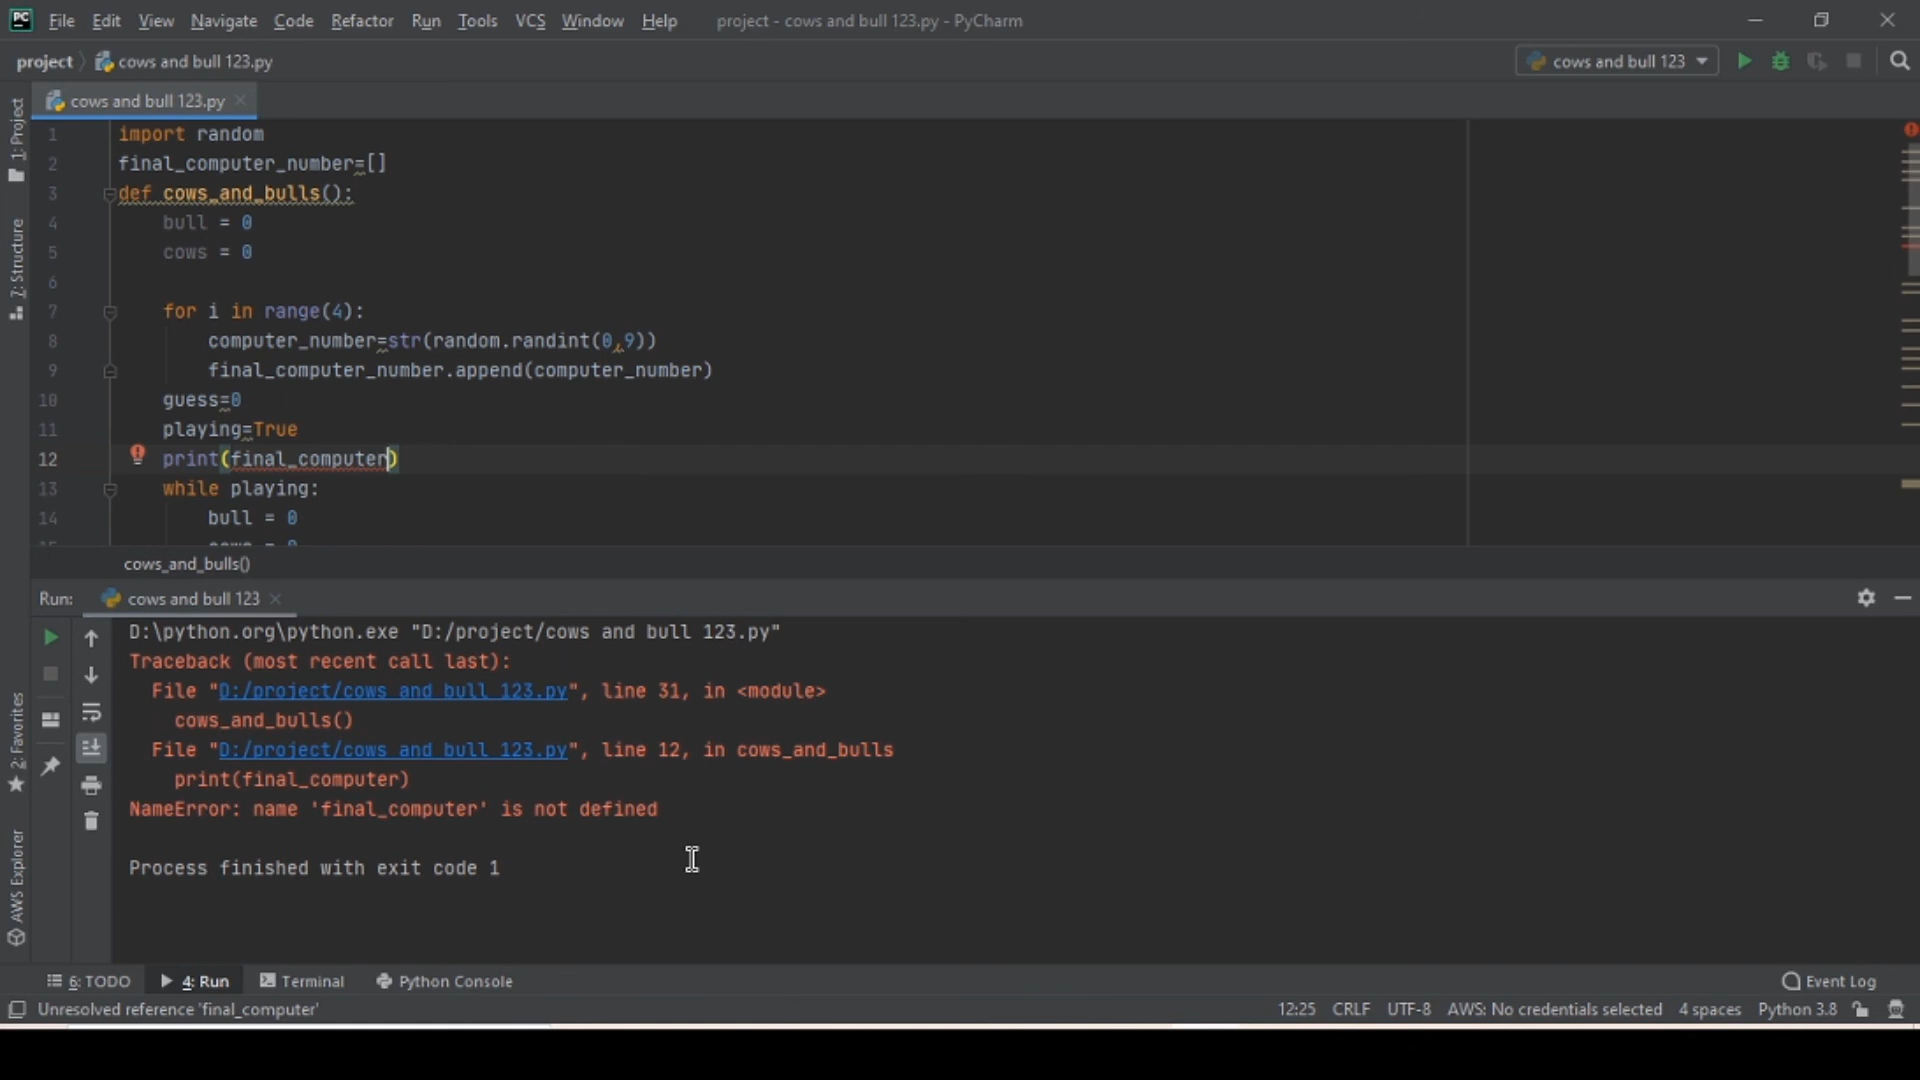 PC File Edit View Navigate Code Refactor Run Tools VCS Window Help project - cows and bull 123.py - PyCharm
project cows and bull 123.py cows and bull 123
cows and bull 123.py
1: Project
7: Structure
2: Favorites
AWS Explorer
1 import random
2 final_computer_number=[]
3 def cows_and_bulls():
4 bull = 0
5 cows = 0
6
7 for i in range(4):
8 computer_number=str(random.randint(0,9))
9 final_computer_number.append(computer_number)
10 guess=0
11 playing=True
12 print(final_computer)
13 while playing:
14 bull = 0
cows_and_bulls()
Run: cows and bull 123
D:\python.org\python.exe "D:/project/cows and bull 123.py"
Traceback (most recent call last):
File "D:/project/cows and bull 123.py", line 31, in <module>
cows_and_bulls()
File "D:/project/cows and bull 123.py", line 12, in cows_and_bulls
print(final_computer)
NameError: name 'final_computer' is not defined
Process finished with exit code 1
6: TODO 4: Run Terminal Python Console Event Log
Unresolved reference 'final_computer' 12:25 CRLF UTF-8 AWS: No credentials selected 4 spaces Python 3.8